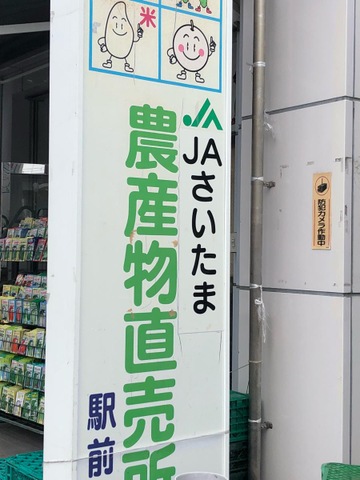 米
JAさいたま
農産物直売所
駅前
防犯カメラ作動中